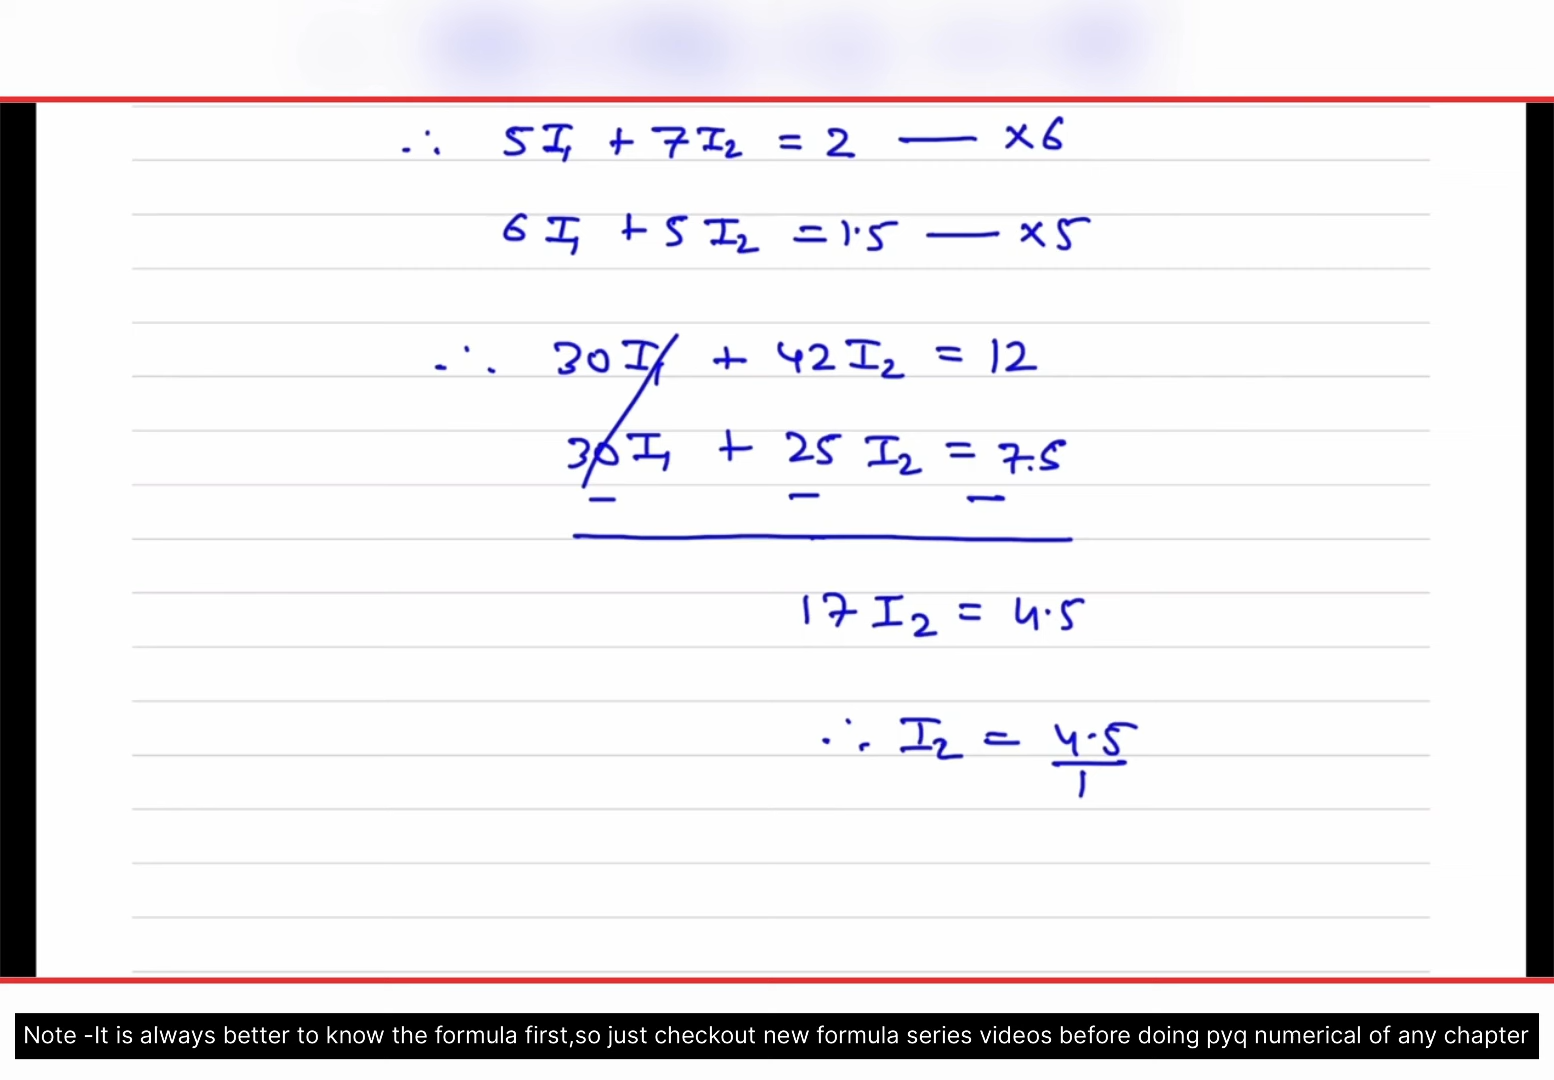 ∴ 5I₁ + 7I₂ = 2 — ×6
6I₁ + 5I₂ = 1.5 — ×5
∴ 30I₁ + 42I₂ = 12
30I₁ + 25I₂ = 7.5
− − −
17I₂ = 4.5
∴ I₂ = 4.5/1
Note -It is always better to know the formula first,so just checkout new formula series videos before doing pyq numerical of any chapter